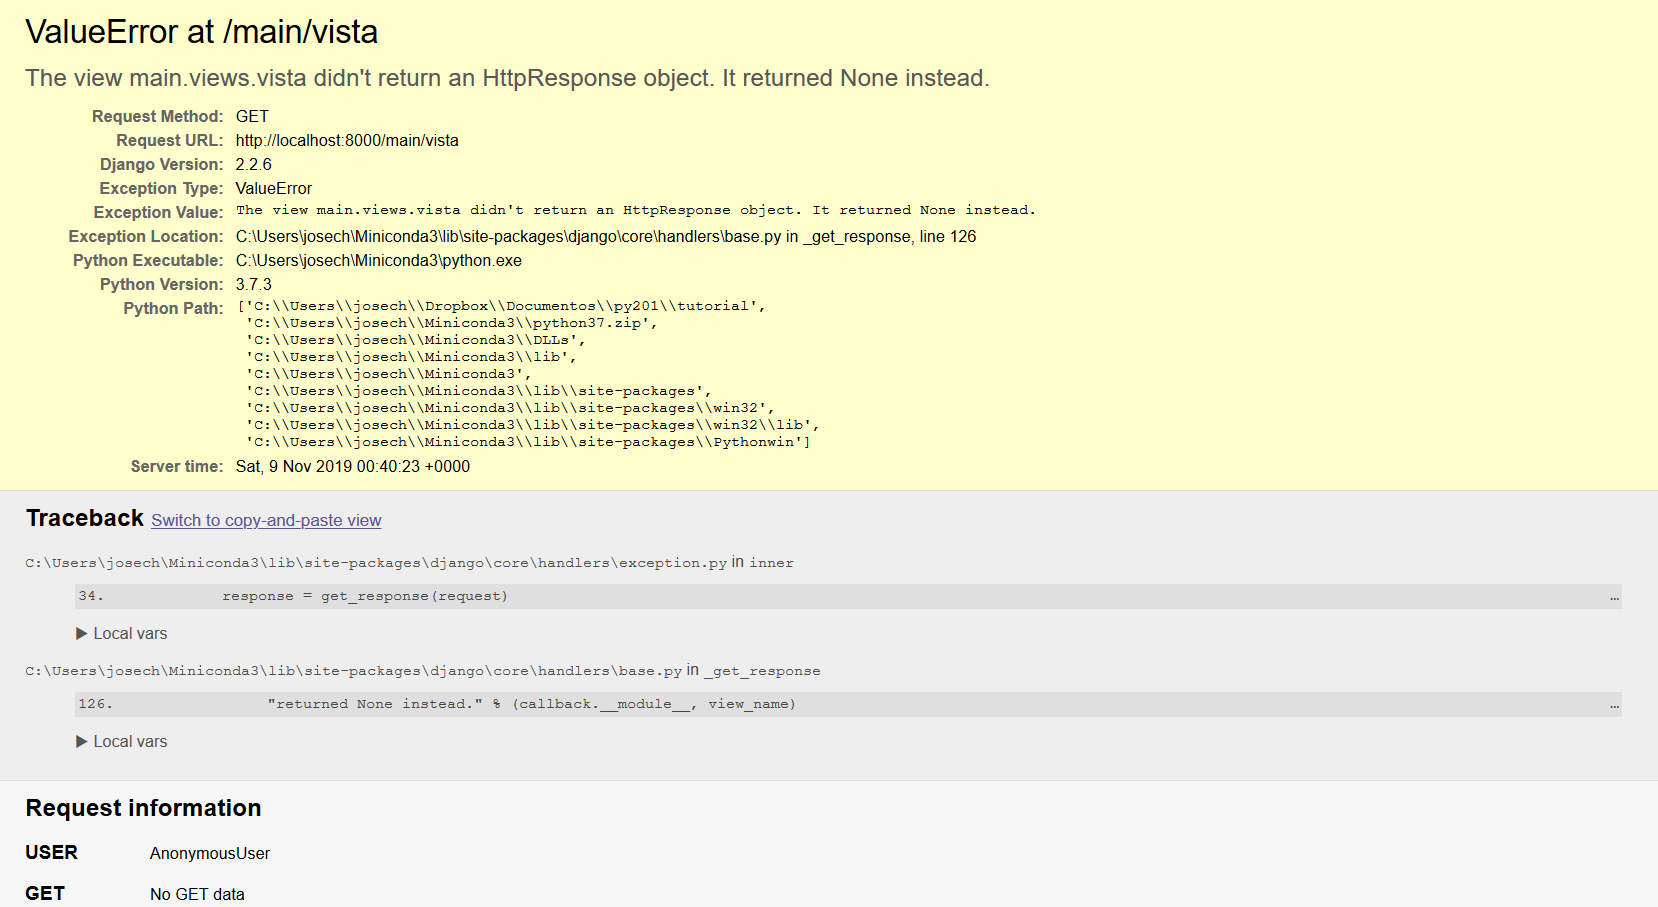 ValueError at /main/vista
The view main.views.vista didn't return an HttpResponse object. It returned None instead.
Request Method: GET
Request URL: http://localhost:8000/main/vista
Django Version: 2.2.6
Exception Type: ValueError
Exception Value: The view main.views.vista didn't return an HttpResponse object. It returned None instead.
Exception Location: C:\Users\josech\Miniconda3\lib\site-packages\django\core\handlers\base.py in _get_response, line 126
Python Executable: C:\Users\josech\Miniconda3\python.exe
Python Version: 3.7.3
Python Path: ['C:\\Users\\josech\\Dropbox\\Documentos\\py201\\tutorial',
'C:\\Users\\josech\\Miniconda3\\python37.zip',
'C:\\Users\\josech\\Miniconda3\\DLLs',
'C:\\Users\\josech\\Miniconda3\\lib',
'C:\\Users\\josech\\Miniconda3',
'C:\\Users\\josech\\Miniconda3\\lib\\site-packages',
'C:\\Users\\josech\\Miniconda3\\lib\\site-packages\\win32',
'C:\\Users\\josech\\Miniconda3\\lib\\site-packages\\win32\\lib',
'C:\\Users\\josech\\Miniconda3\\lib\\site-packages\\Pythonwin']
Server time: Sat, 9 Nov 2019 00:40:23 +0000
Traceback Switch to copy-and-paste view
C:\Users\josech\Miniconda3\lib\site-packages\django\core\handlers\exception.py in inner
34. response = get_response(request) …
▶ Local vars
C:\Users\josech\Miniconda3\lib\site-packages\django\core\handlers\base.py in _get_response
126. "returned None instead." % (callback.__module__, view_name) …
▶ Local vars
Request information
USER AnonymousUser
GET No GET data